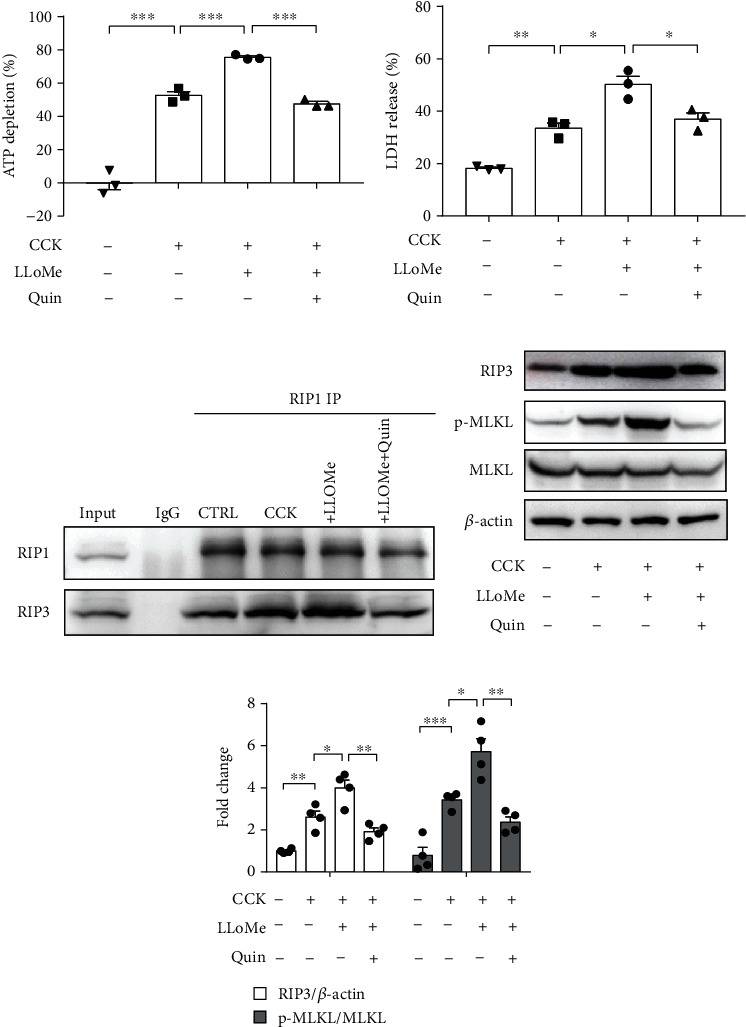 ATP depletion (%)
100
80
60
40
20
0
−20
*** *** ***
CCK − + + +
LLoMe − − + +
Quin − − − +
LDH release (%)
80
60
40
20
0
** * *
CCK − + + +
LLoMe − − + +
Quin − − − +
RIP1 IP
Input IgG CTRL CCK +LLOMe +LLOMe+Quin
RIP1
RIP3
RIP3
p-MLKL
MLKL
β-actin
CCK − + + +
LLoMe − − + +
Quin − − − +
Fold change
8
6
4
2
0
** * ** *** * **
CCK − + + + − + + +
LLoMe − − + + − − + +
Quin − − − + − − − +
RIP3/β-actin
p-MLKL/MLKL